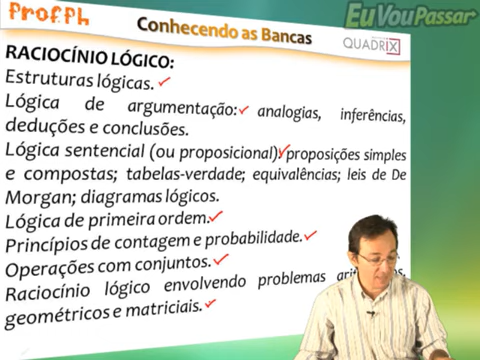 Prof.Ph
Conhecendo as Bancas
EuVouPassar
QUADRIX
RACIOCÍNIO LÓGICO:
Estruturas lógicas.
Lógica de argumentação: analogias, inferências,
deduções e conclusões.
Lógica sentencial (ou proposicional): proposições simples
e compostas; tabelas-verdade; equivalências; leis de De
Morgan; diagramas lógicos.
Lógica de primeira ordem.
Princípios de contagem e probabilidade.
Operações com conjuntos.
Raciocínio lógico envolvendo problemas
geométricos e matriciais.